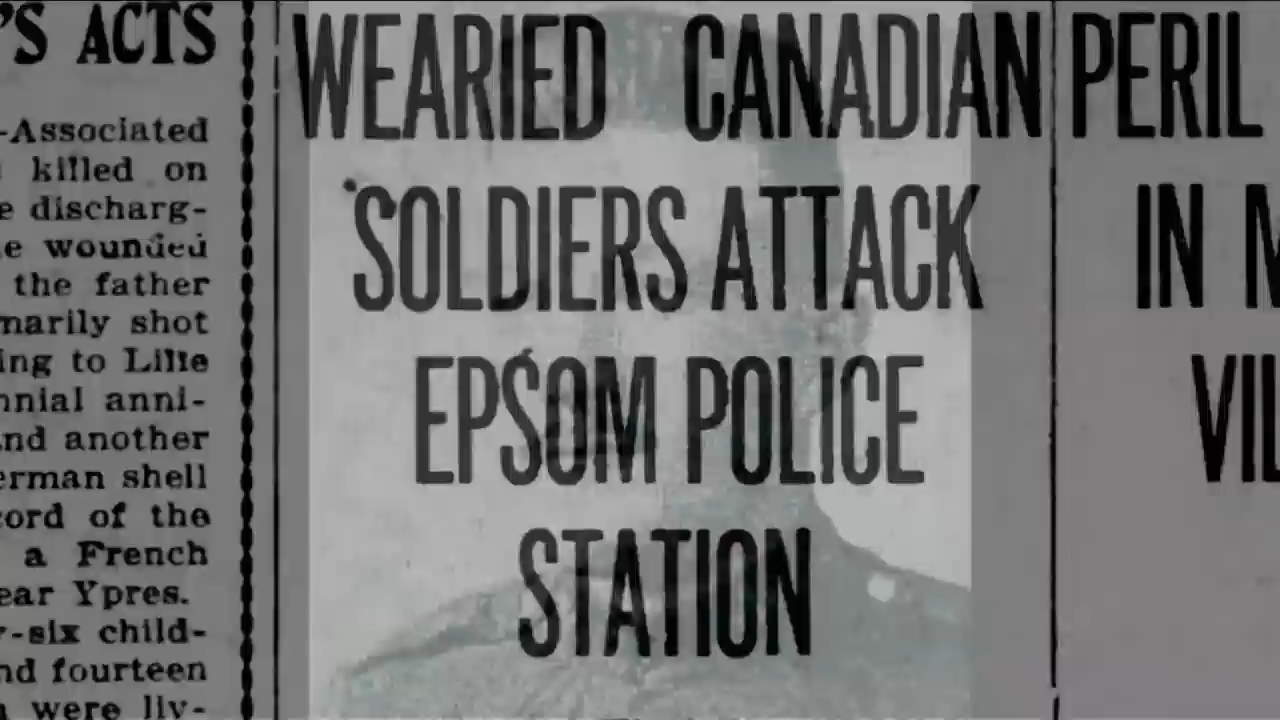 'S ACTS
-Associated
killed on
e discharg-
e wounded
the father
marily shot
ing to Lille
nnial anni-
and another
erman shell
cord of the
a French
ear Ypres.
y-six child-
nd fourteen
were liv-
WEARIED CANADIAN
SOLDIERS ATTACK
EPSOM POLICE
STATION
PERIL
IN M
VIL